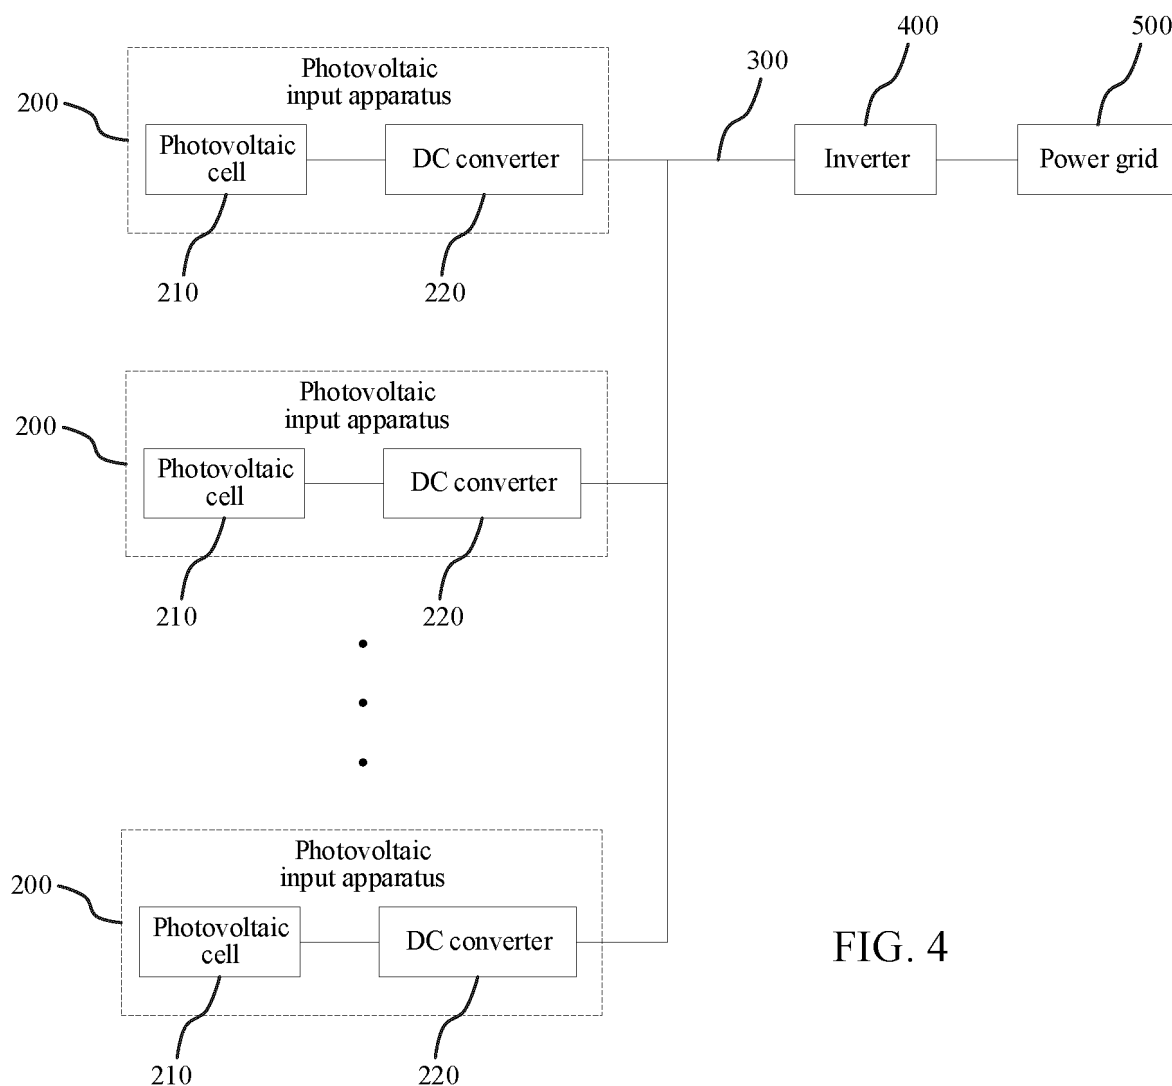 400
500
300
Photovoltaic
input apparatus
200
Photovoltaic
cell
DC converter
Inverter
Power grid
210
220
Photovoltaic
input apparatus
200
Photovoltaic
cell
DC converter
210
220
Photovoltaic
input apparatus
200
Photovoltaic
cell
DC converter
FIG. 4
210
220